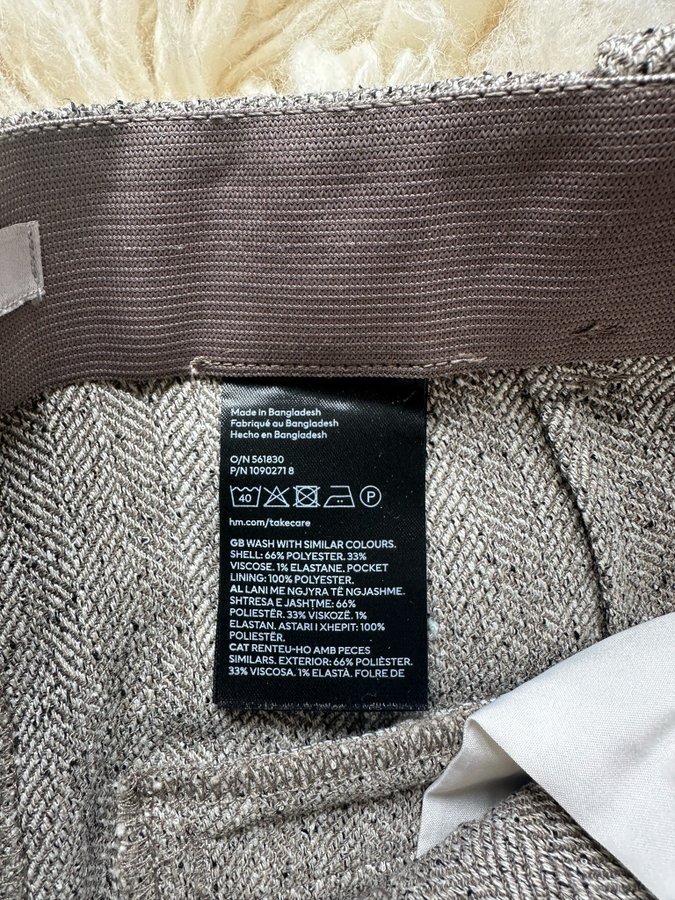 Made in Bangladesh
Fabriqué au Bangladesh
Hecho en Bangladesh
O/N 561830
P/N 1090271 8
40
P
hm.com/takecare
GB WASH WITH SIMILAR COLOURS.
SHELL: 66% POLYESTER. 33%
VISCOSE. 1% ELASTANE. POCKET
LINING: 100% POLYESTER.
AL LANI ME NGJYRA TË NGJASHME.
SHTRESA E JASHTME: 66%
POLIESTËR. 33% VISKOZË. 1%
ELASTAN. ASTARI I XHEPIT: 100%
POLIESTËR.
CAT RENTEU-HO AMB PECES
SIMILARS. EXTERIOR: 66% POLIÈSTER.
33% VISCOSA. 1% ELASTÀ. FOLRE DE